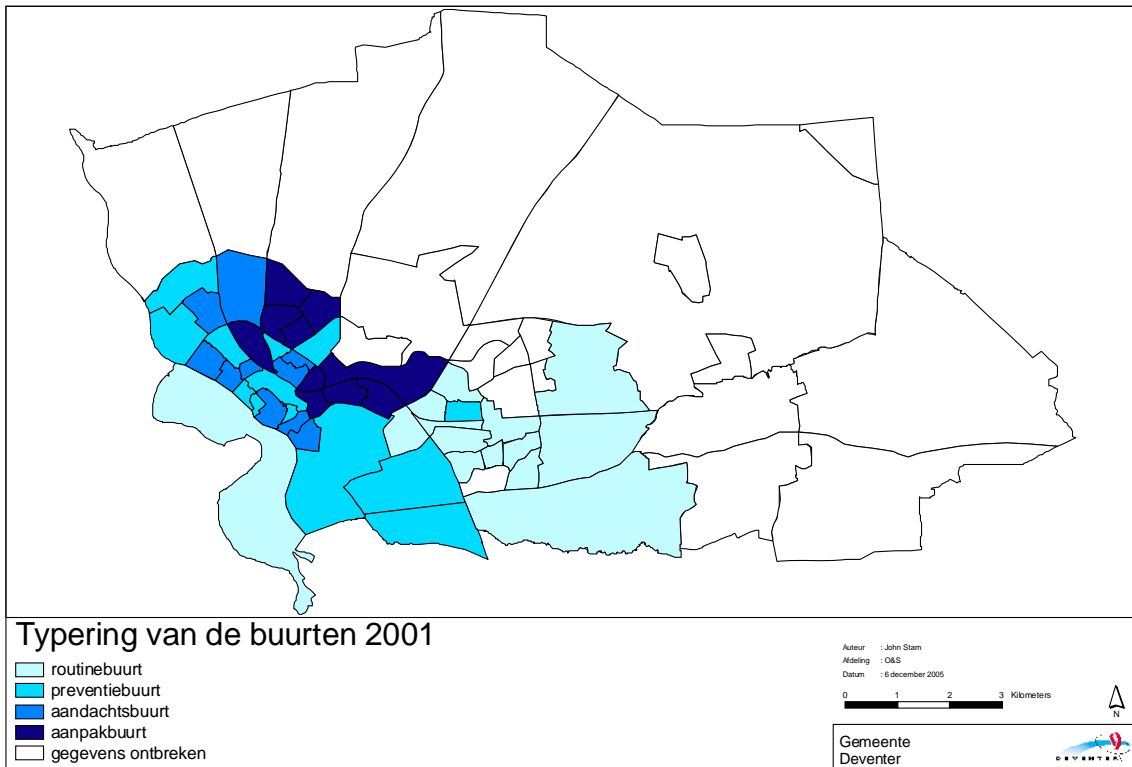 Typering van de buurten 2001
routinebuurt
preventiebuurt
aandachtsbuurt
aanpakbuurt
gegevens ontbreken
Auteur : John Stam
Afdeling : O&S
Datum : 6 december 2005
0 1 2 3 Kilometers
N
Gemeente
Deventer
DEVENTER